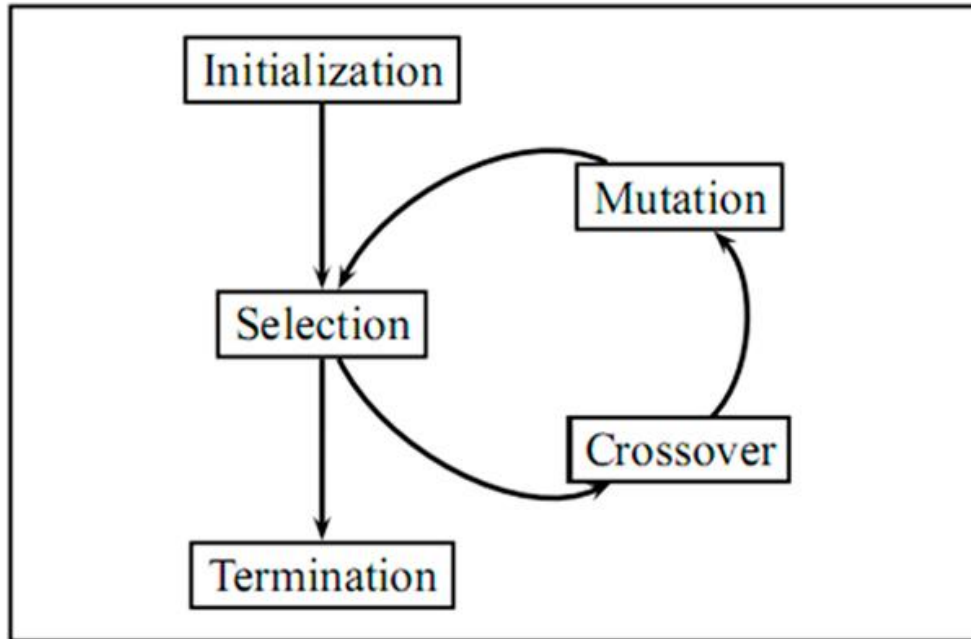 Initialization
Mutation
Selection
Crossover
Termination